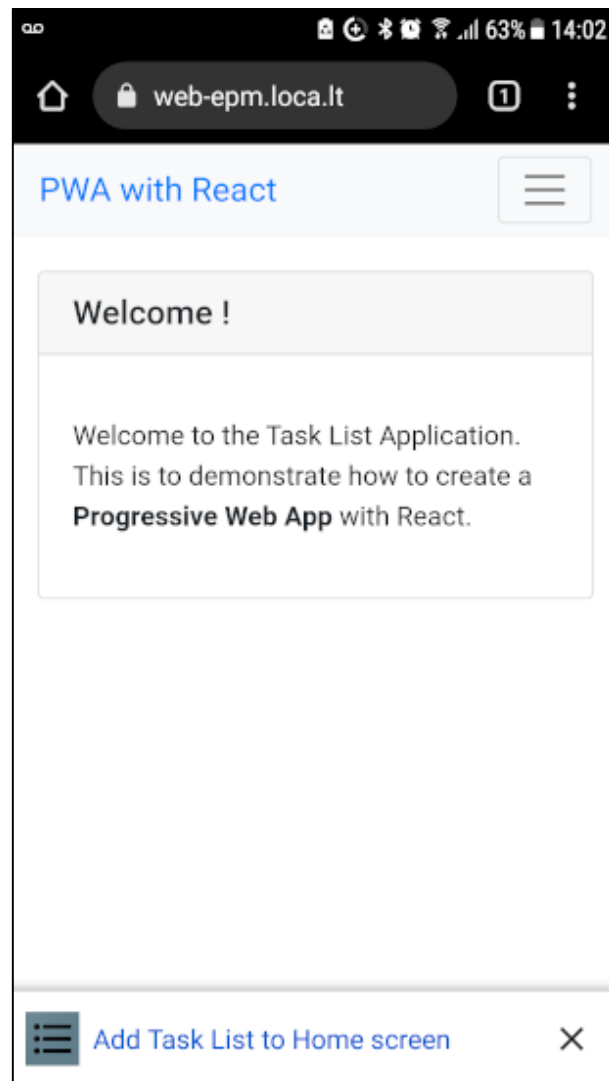 63% 14:02
web-epm.loca.lt 1
PWA with React
Welcome !
Welcome to the Task List Application.
This is to demonstrate how to create a
Progressive Web App with React.
Add Task List to Home screen